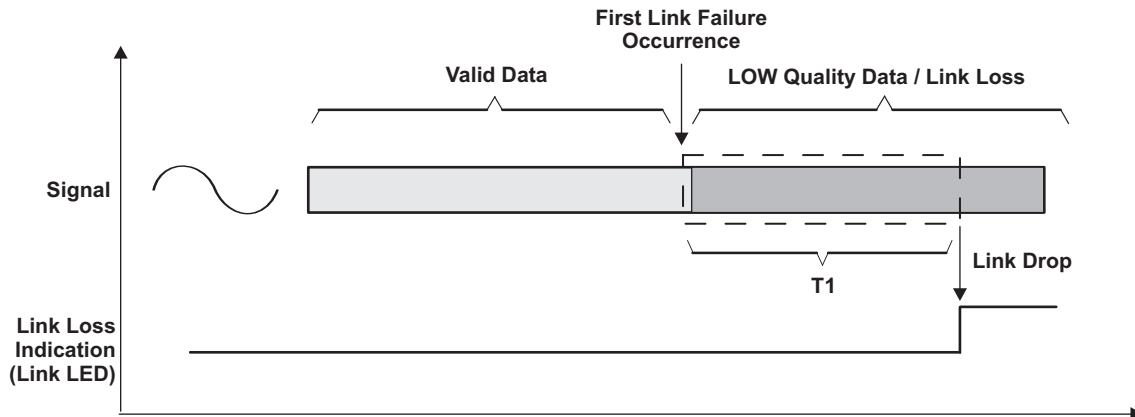 First Link Failure
Occurrence
Valid Data
LOW Quality Data / Link Loss
Signal
T1
Link Drop
Link Loss
Indication
(Link LED)